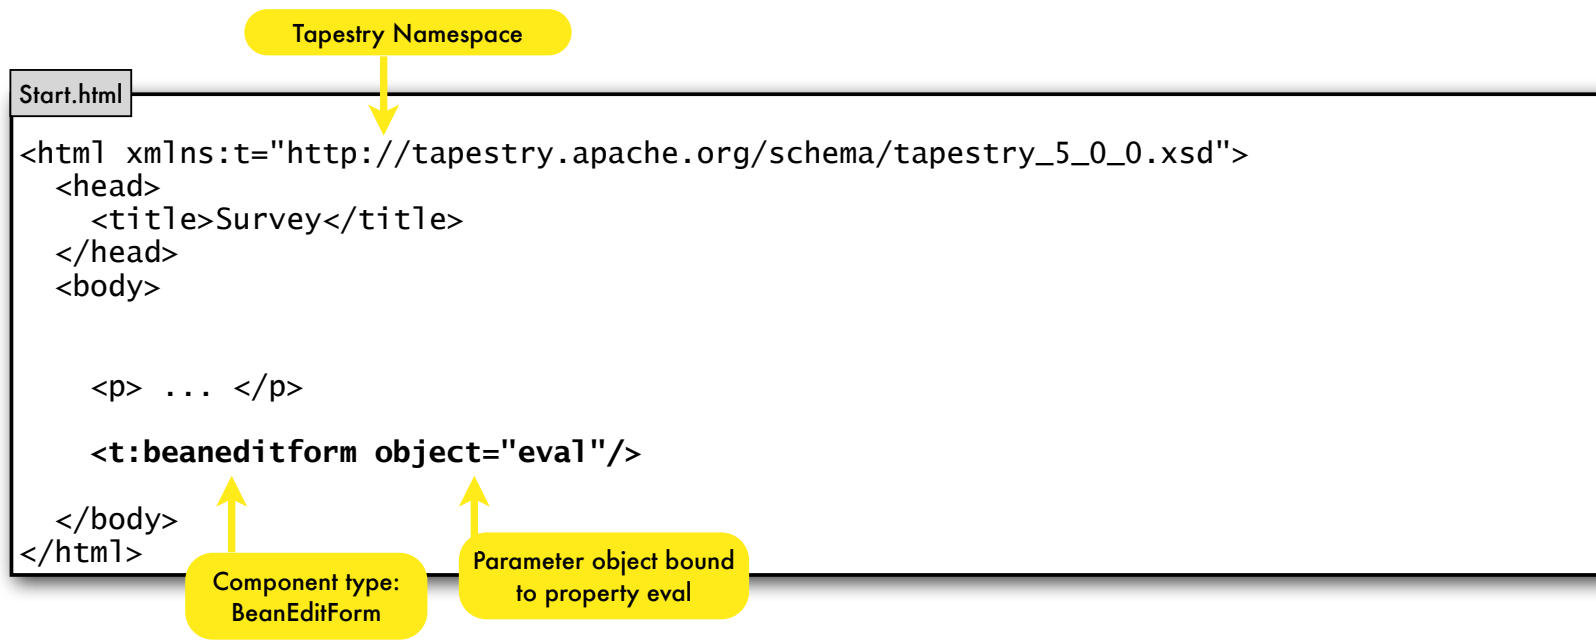 Tapestry Namespace
Start.html
<html xmlns:t="http://tapestry.apache.org/schema/tapestry_5_0_0.xsd">
<head>
<title>Survey</title>
</head>
<body>
<p> ... </p>
<t:beaneditform object="eval"/>
</body>
</html>
Component type:
BeanEditForm
Parameter object bound
to property eval